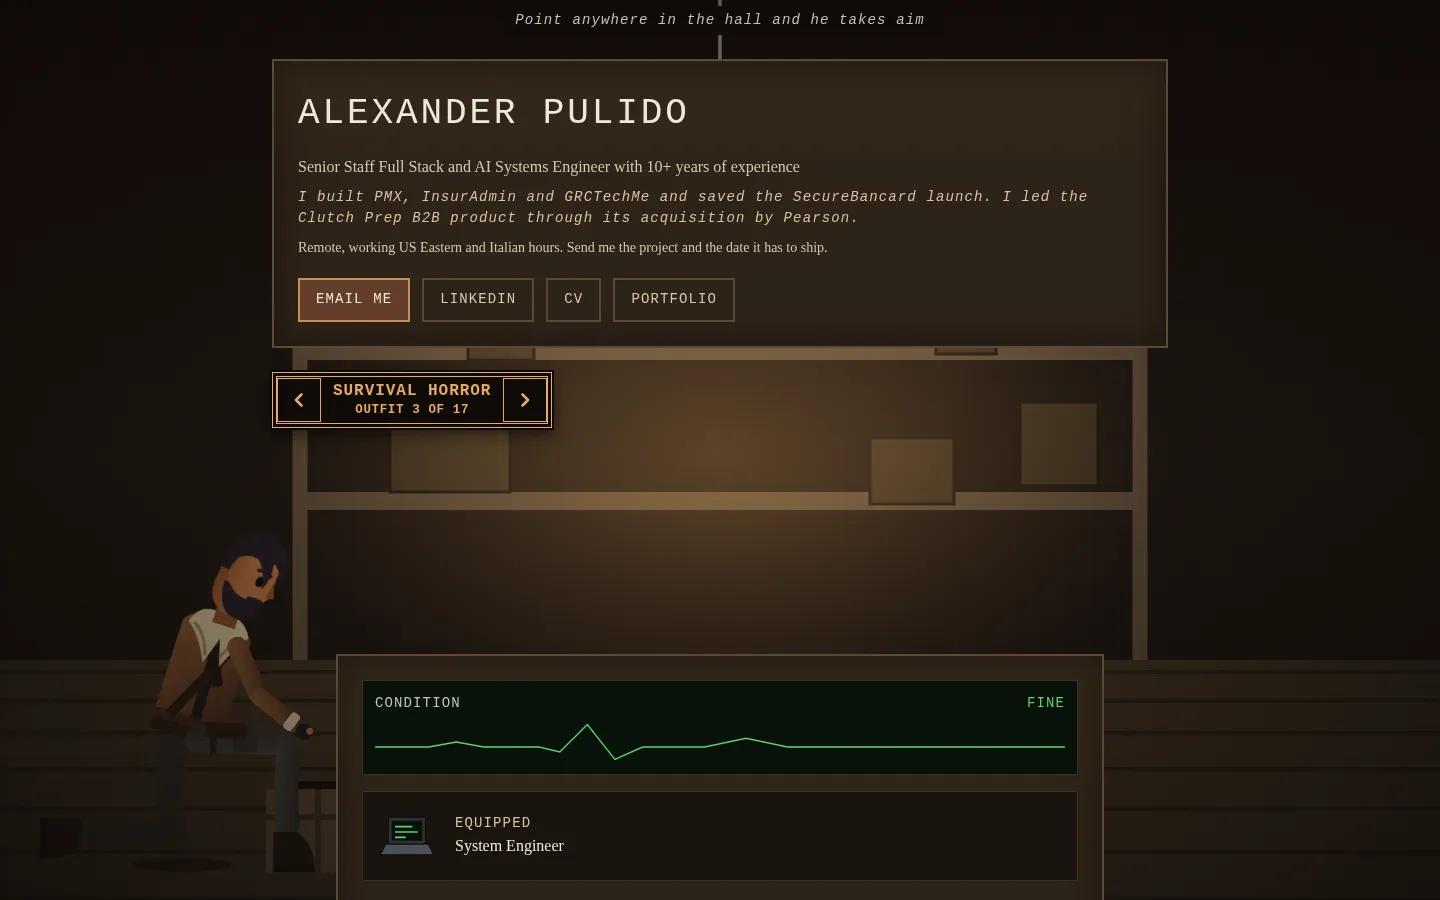 Point anywhere in the hall and he takes aim
ALEXANDER PULIDO
Senior Staff Full Stack and AI Systems Engineer with 10+ years of experience
I built PMX, InsurAdmin and GRCTechMe and saved the SecureBancard launch. I led the
Clutch Prep B2B product through its acquisition by Pearson.
Remote, working US Eastern and Italian hours. Send me the project and the date it has to ship.
EMAIL ME
LINKEDIN
CV
PORTFOLIO
SURVIVAL HORROR
OUTFIT 3 OF 17
CONDITION
FINE
EQUIPPED
System Engineer